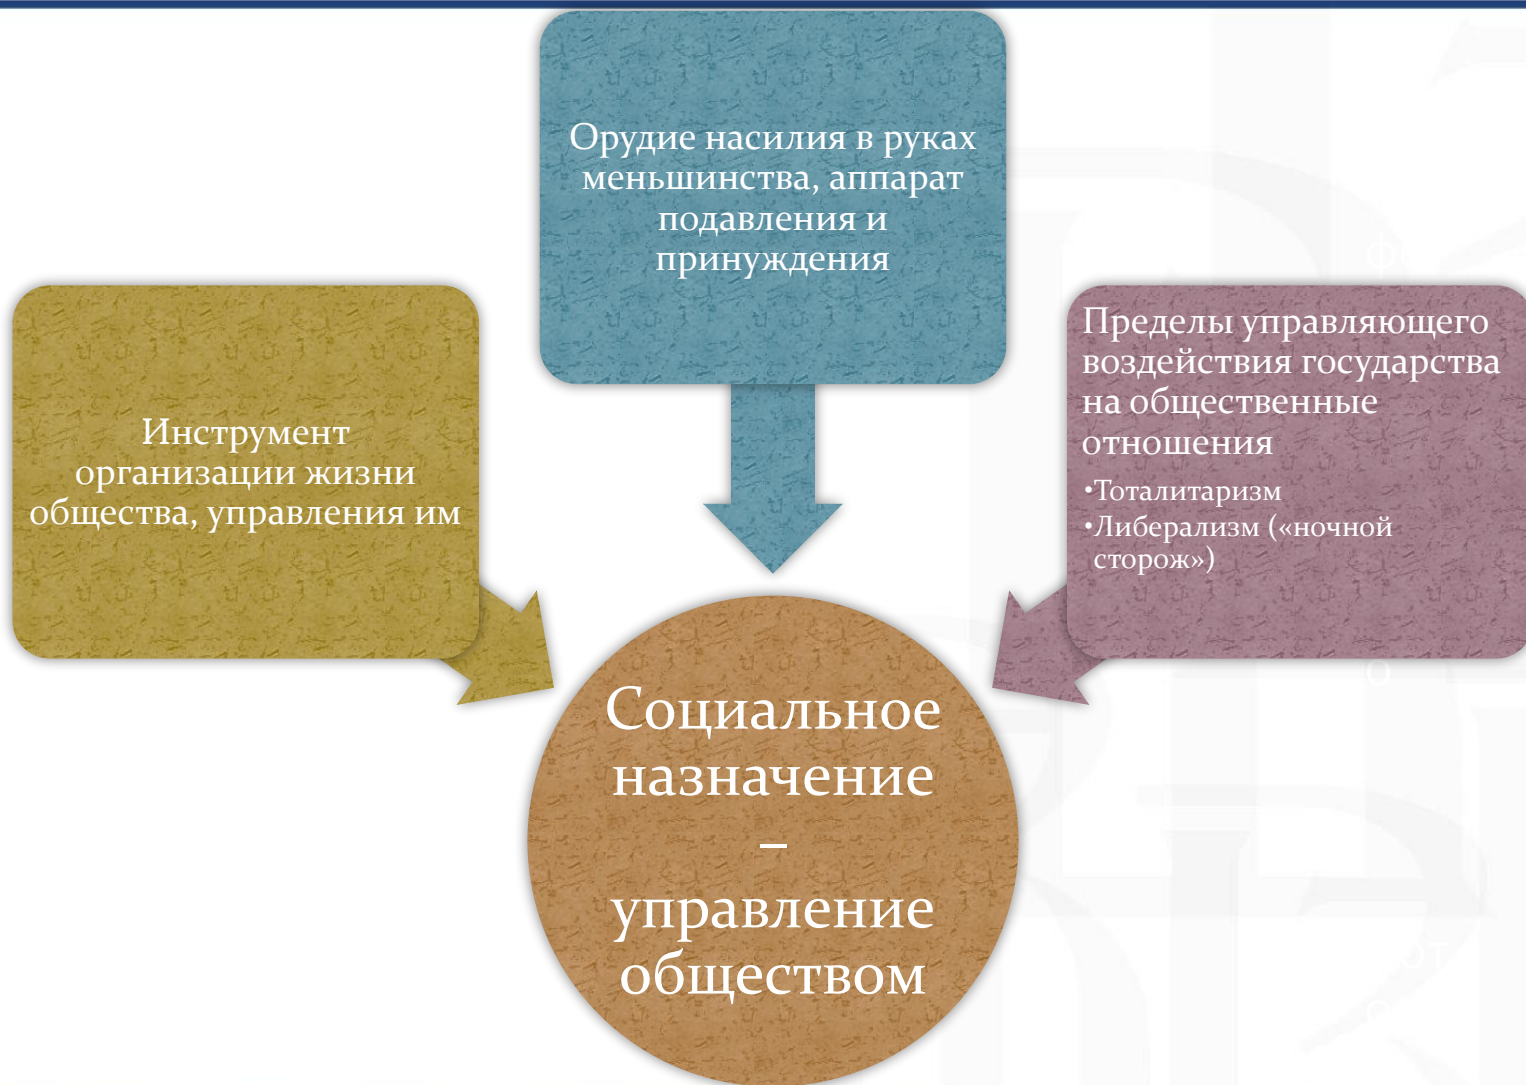 Орудие насилия в руках
меньшинства, аппарат
подавления и
принуждения
Инструмент
организации жизни
общества, управления им
Пределы управляющего
воздействия государства
на общественные
отношения
•Тоталитаризм
•Либерализм («ночной
сторож»)
Социальное
назначение
–
управление
обществом